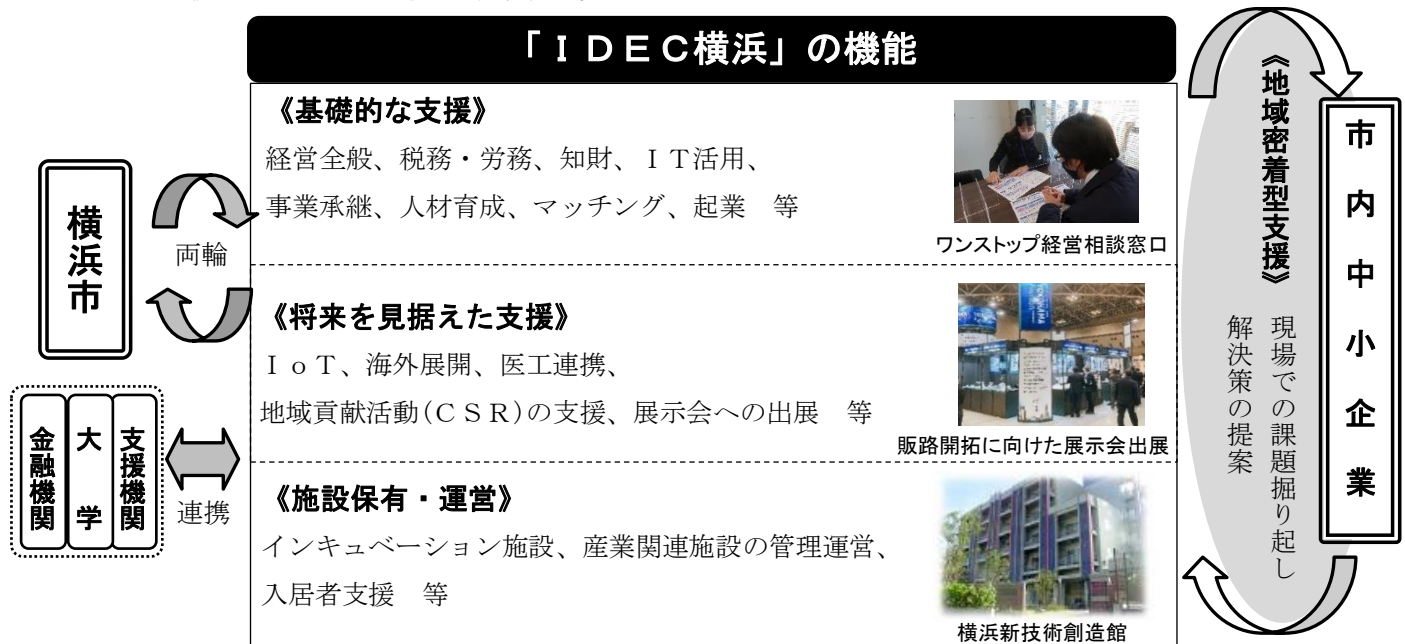 「ＩＤＥＣ横浜」の機能
横浜市
両輪
金融機関
大学
支援機関
連携
《基礎的な支援》
経営全般、税務・労務、知財、ＩＴ活用、
事業承継、人材育成、マッチング、起業　等
ワンストップ経営相談窓口
《将来を見据えた支援》
ＩｏＴ、海外展開、医工連携、
地域貢献活動(ＣＳＲ)の支援、展示会への出展　等
販路開拓に向けた展示会出展
《施設保有・運営》
インキュベーション施設、産業関連施設の管理運営、
入居者支援　等
横浜新技術創造館
《地域密着型支援》
現場での課題掘り起し
解決策の提案
市内中小企業